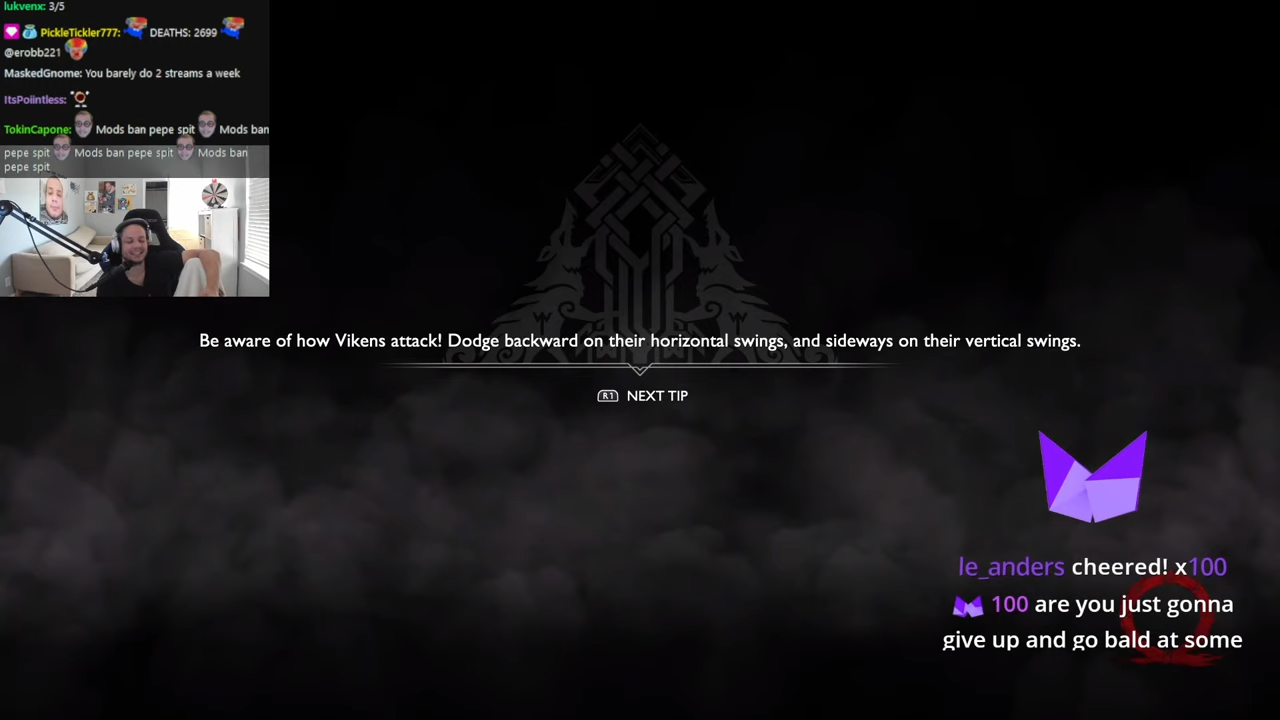 lukvenx: 3/5
PickleTickler777: DEATHS: 2699
@erobb221
MaskedGnome: You barely do 2 streams a week
ItsPoiintless:
TokinCapone: Mods ban pepe spit Mods ban
pepe spit Mods ban pepe spit Mods ban
pepe spit
Be aware of how Vikens attack! Dodge backward on their horizontal swings, and sideways on their vertical swings.
R1 NEXT TIP
le_anders cheered! x100
100 are you just gonna
give up and go bald at some